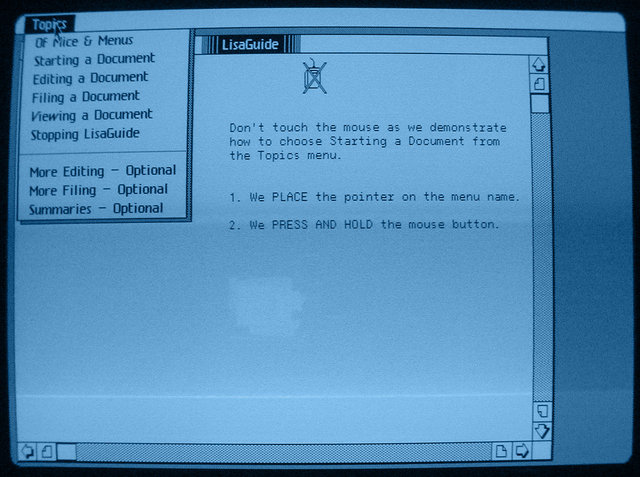 Topics
Of Mice & Menus
Starting a Document
Editing a Document
Filing a Document
Viewing a Document
Stopping LisaGuide
More Editing – Optional
More Filing – Optional
Summaries – Optional
LisaGuide
Don't touch the mouse as we demonstrate
how to choose Starting a Document from
the Topics menu.
1. We PLACE the pointer on the menu name.
2. We PRESS AND HOLD the mouse button.